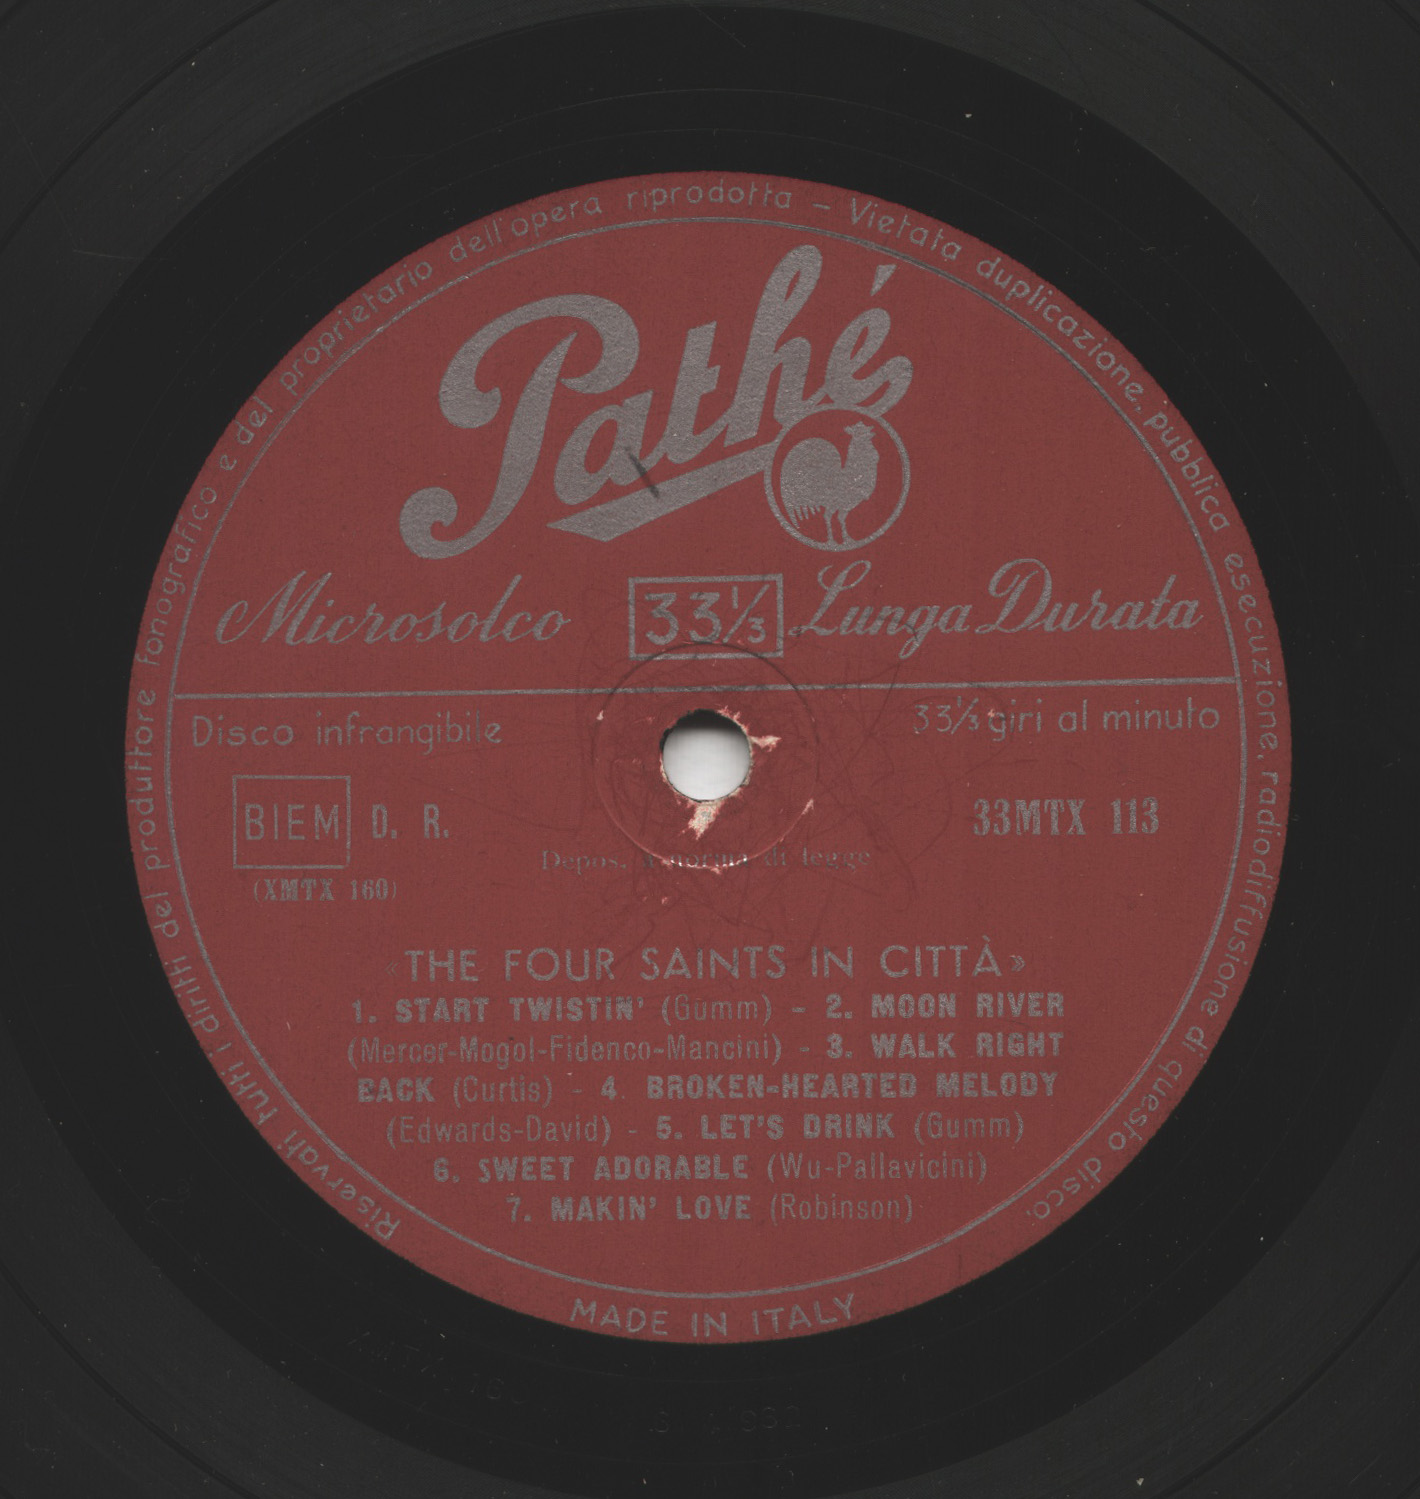 Riservati tutti i diritti del produttore fonografico e del proprietario dell'opera riprodotta – Vietata duplicazione, pubblica esecuzione, radiodiffusione di questo disco.
Pathé
Microsolco 33⅓ Lunga Durata
Disco infrangibile 33⅓ giri al minuto
BIEM D. R. 33MTX 113
Depos. a norma di legge
(XMTX 160)
«THE FOUR SAINTS IN CITTÀ»
1. START TWISTIN' (Gumm) - 2. MOON RIVER
(Mercer-Mogol-Fidenco-Mancini) - 3. WALK RIGHT
BACK (Curtis) - 4. BROKEN-HEARTED MELODY
(Edwards-David) - 5. LET'S DRINK (Gumm)
6. SWEET ADORABLE (Wu-Pallavicini)
7. MAKIN' LOVE (Robinson)
MADE IN ITALY